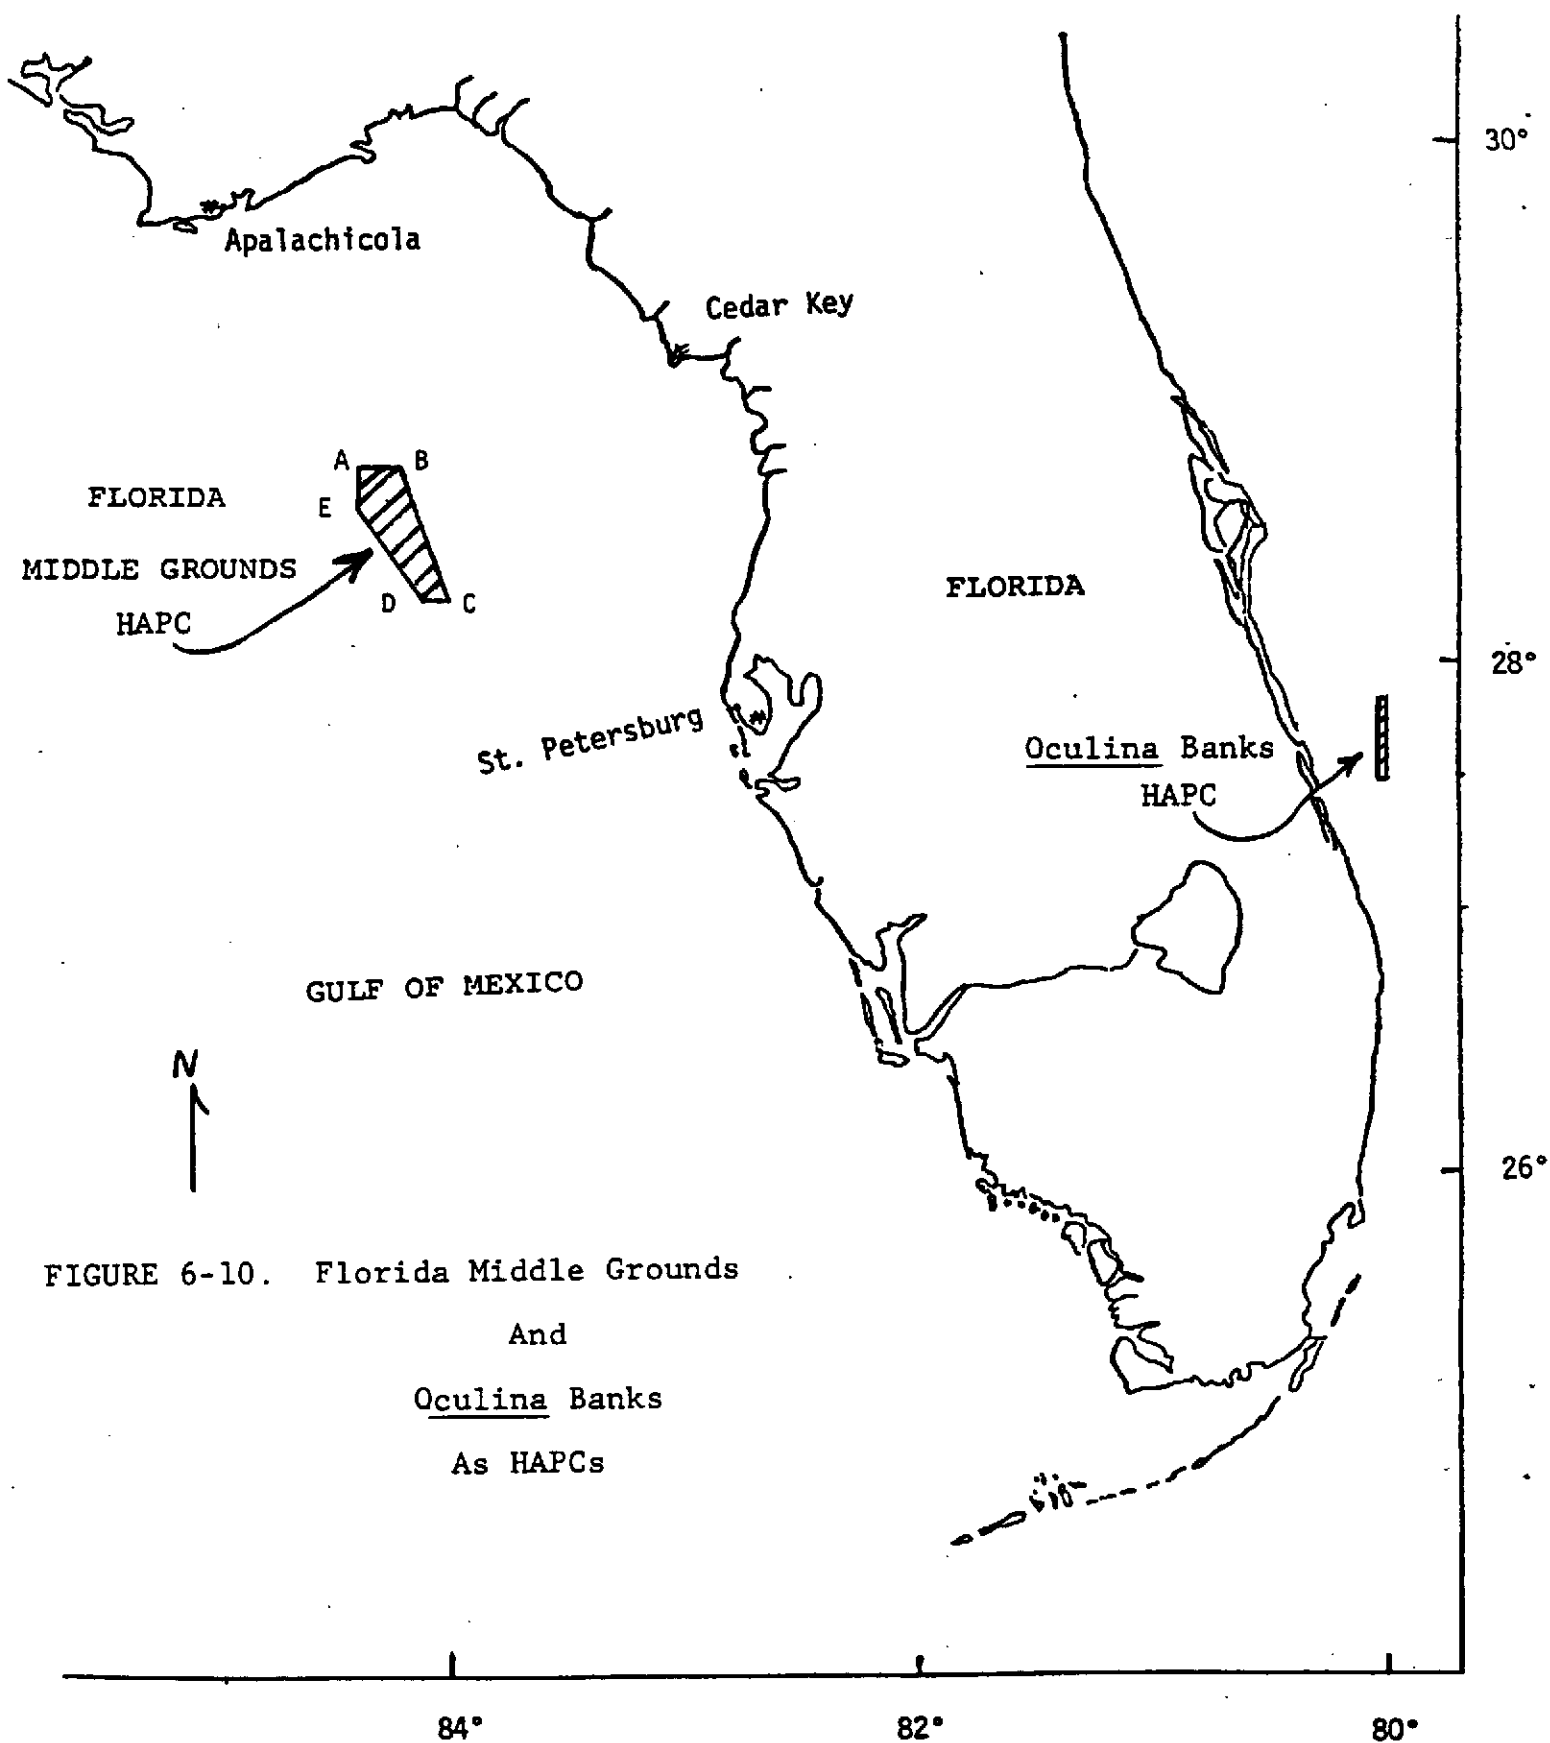 30°
Apalachicola
Cedar Key
A B
FLORIDA
E
MIDDLE GROUNDS
D C
HAPC
FLORIDA
28°
St. Petersburg
Oculina Banks
HAPC
GULF OF MEXICO
N
26°
FIGURE 6-10. Florida Middle Grounds
And
Oculina Banks
As HAPCs
84° 82° 80°